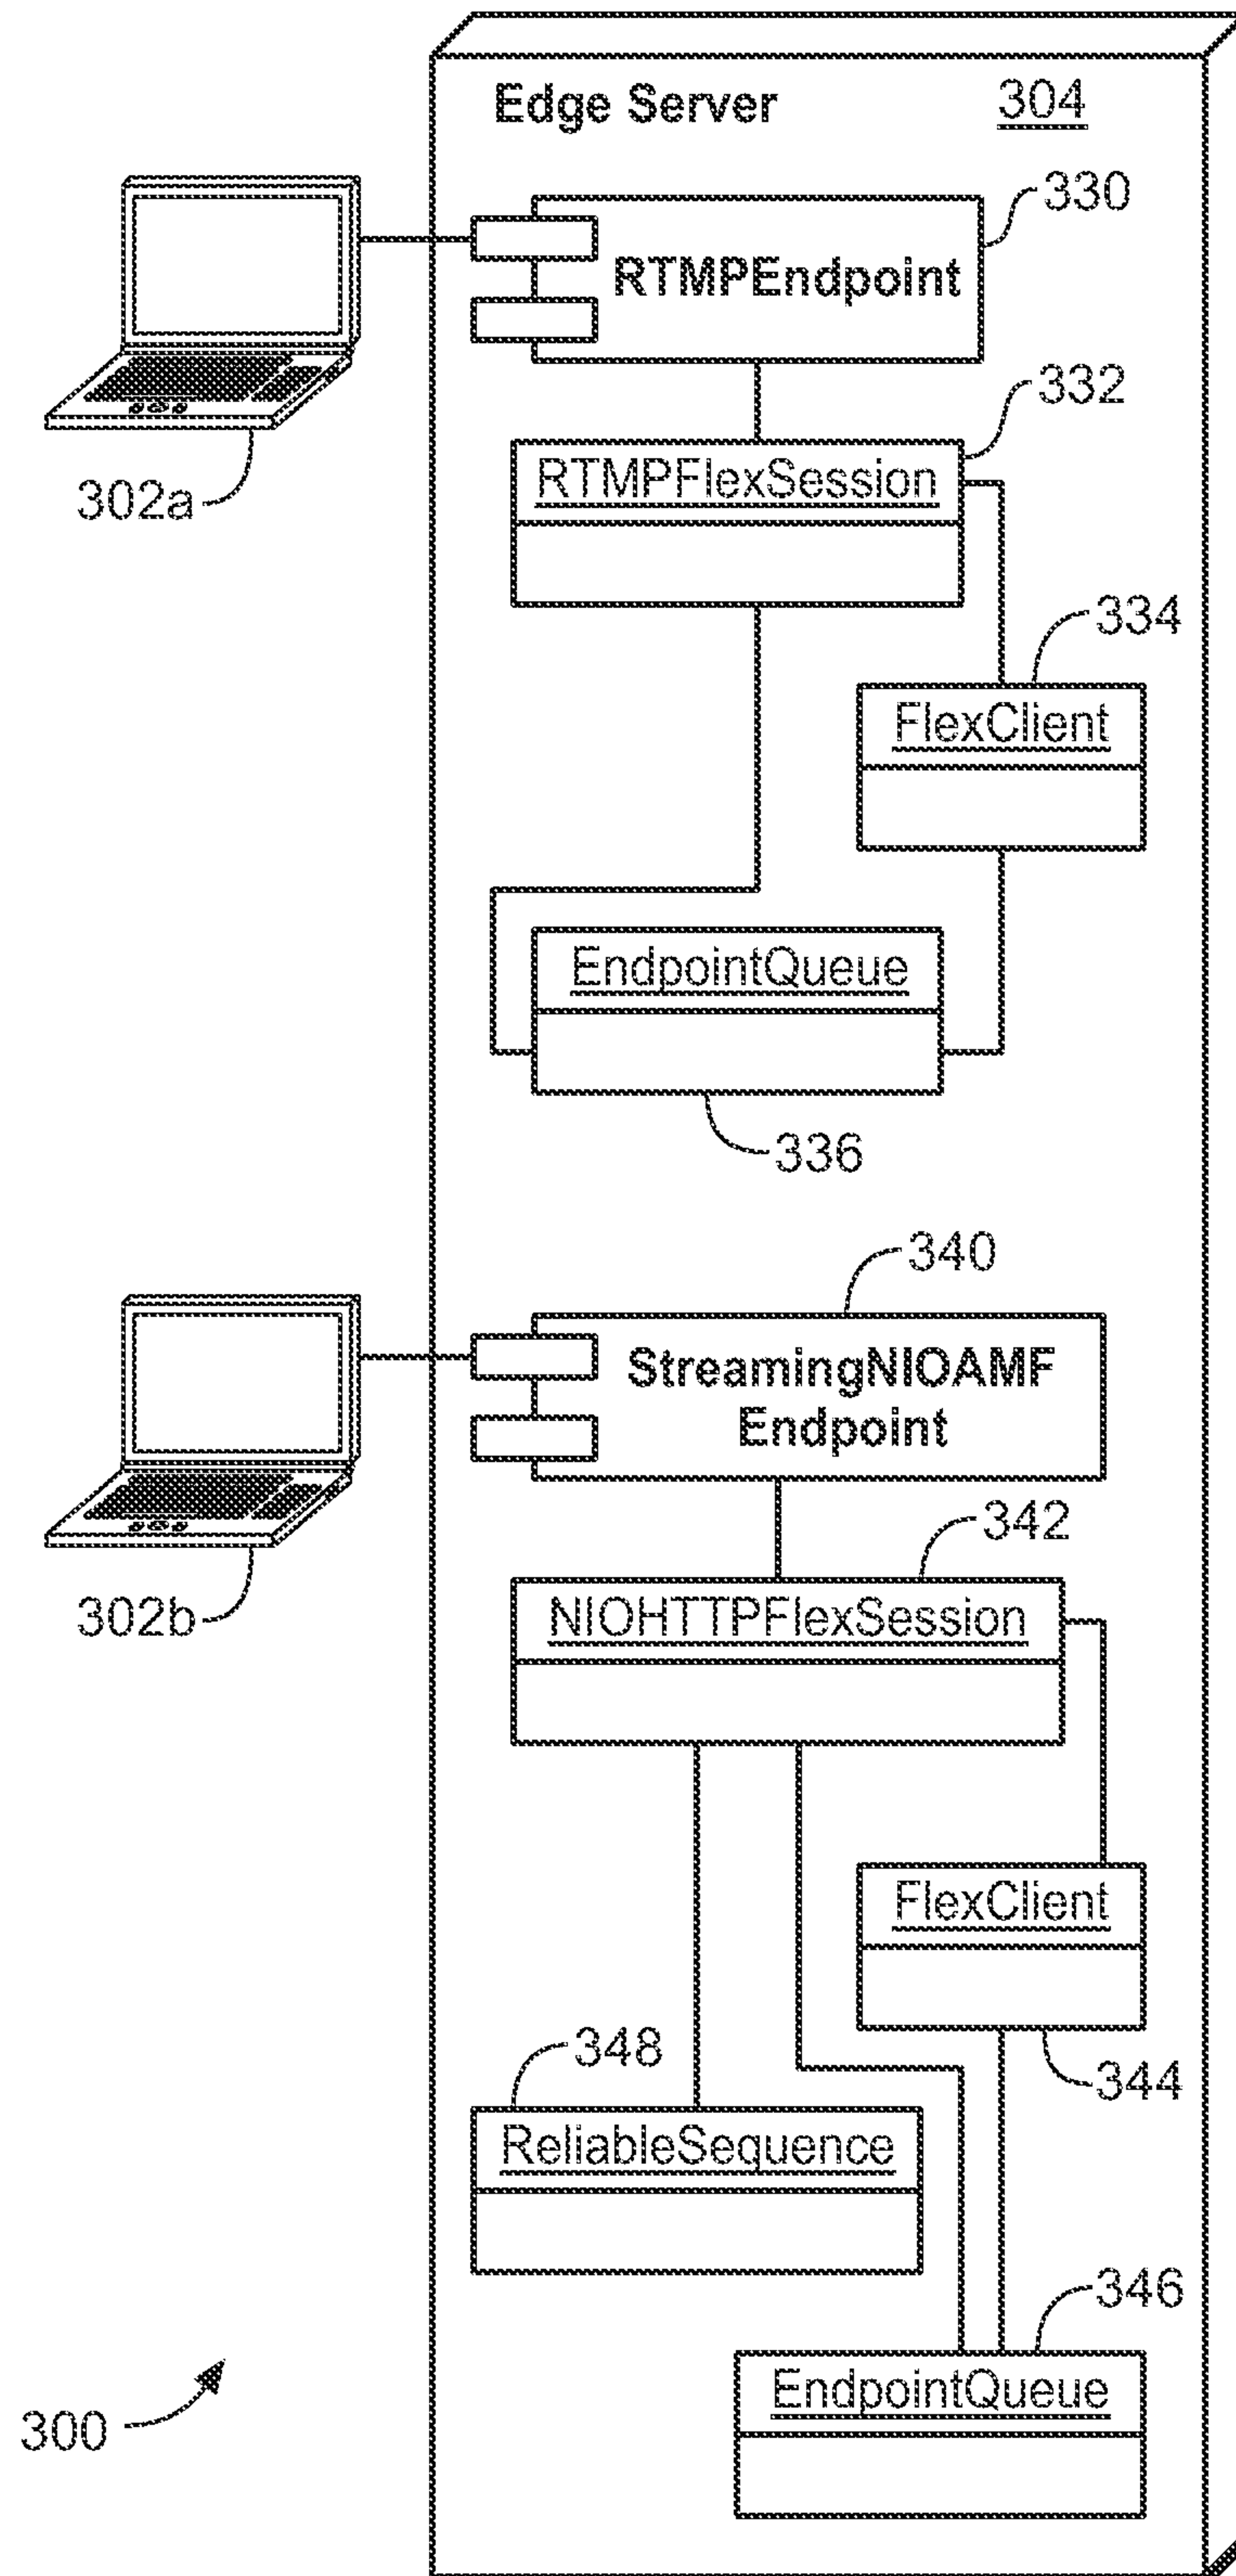 Edge Server 304
330
RTMPEndpoint
332
RTMPFlexSession
302a
334
FlexClient
EndpointQueue
336
340
StreamingNIOAMF
Endpoint
342
NIOHTTPFlexSession
302b
FlexClient
348
344
ReliableSequence
346
EndpointQueue
300